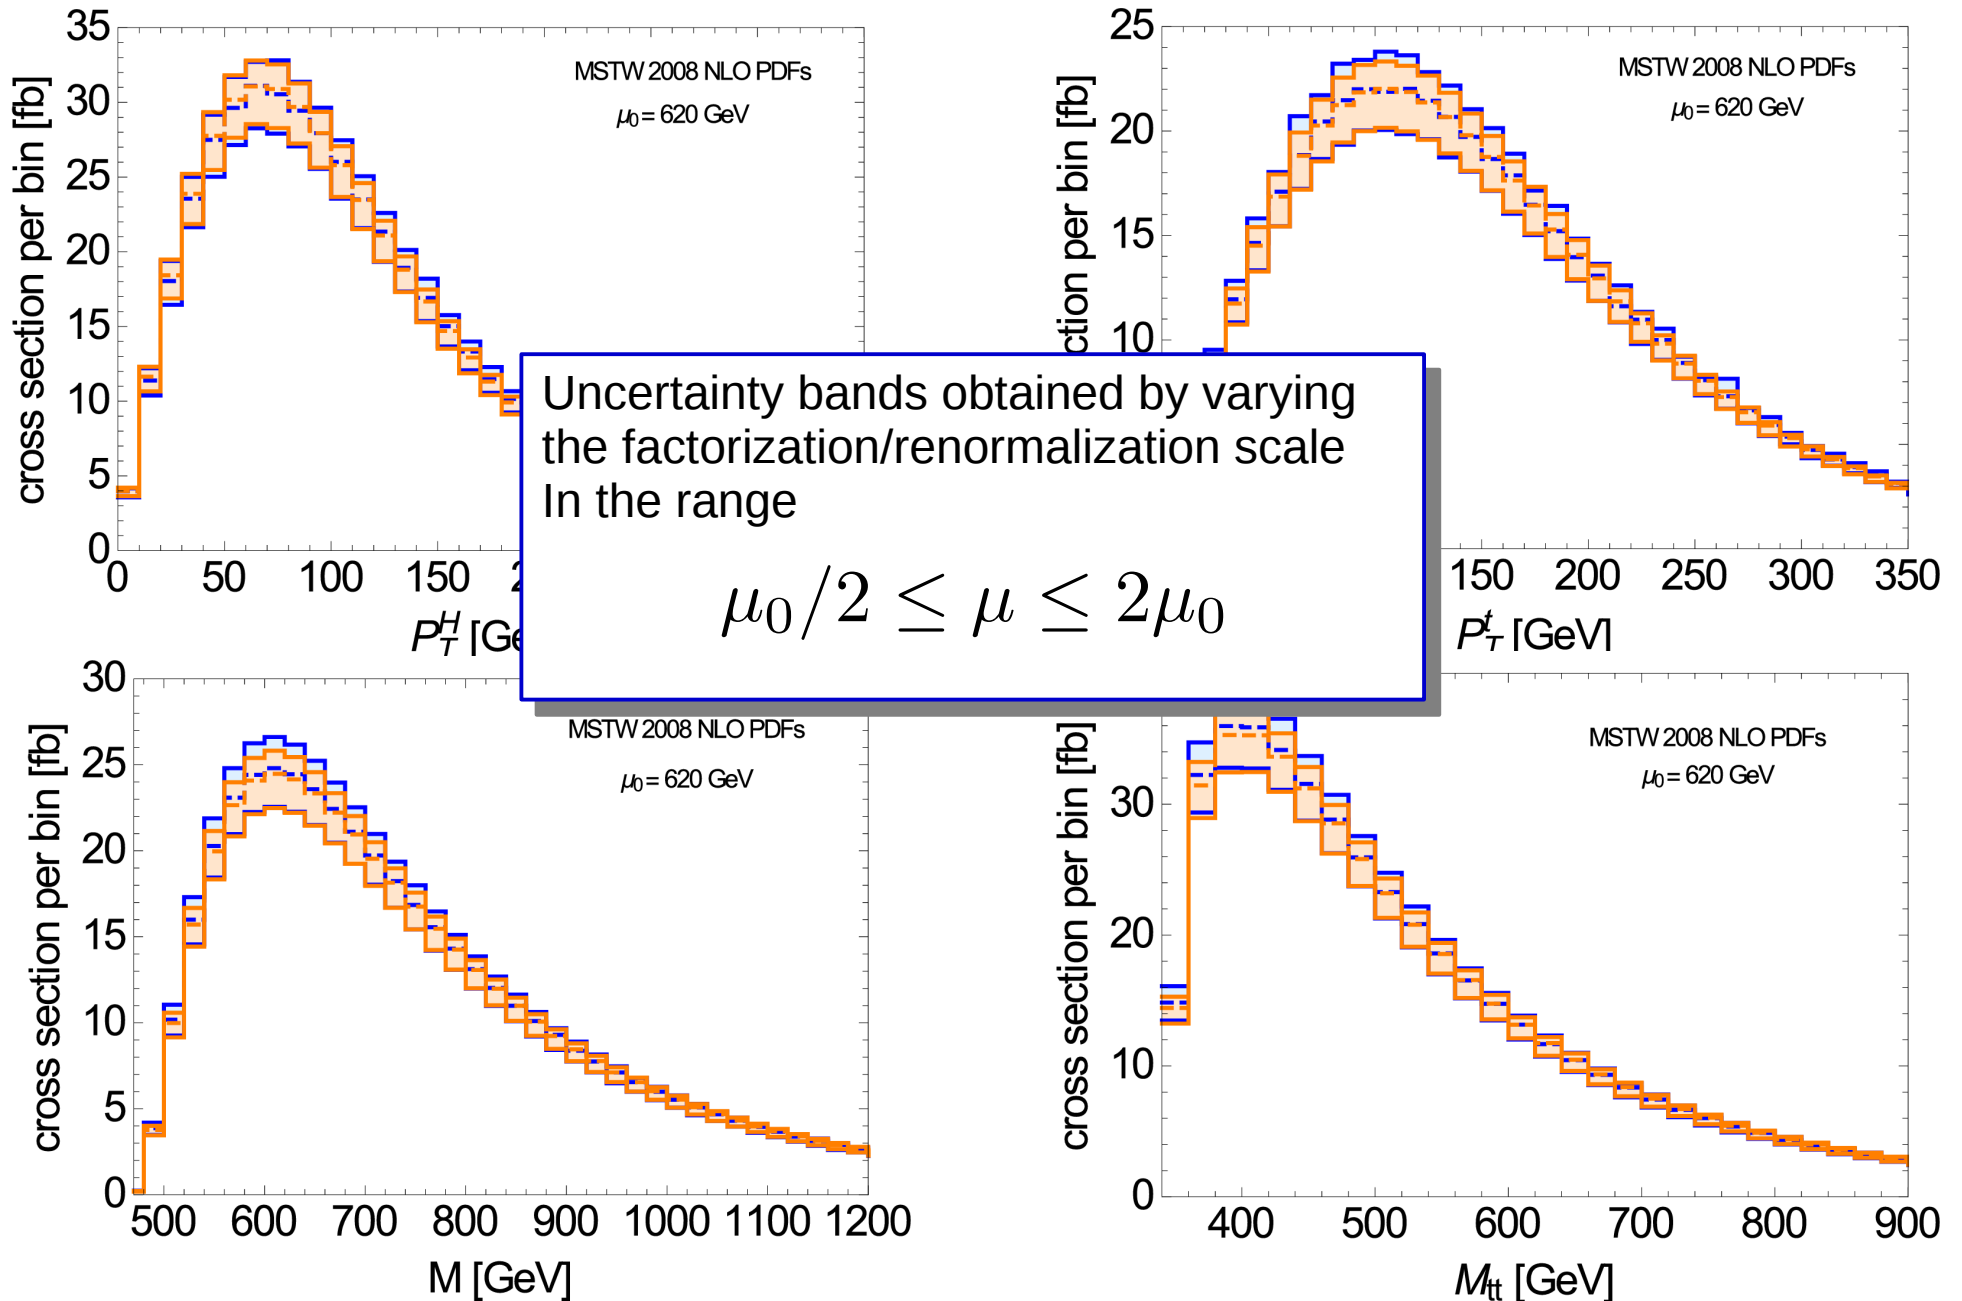 35
30
25
20
15
10
5
0
cross section per bin [fb]
MSTW 2008 NLO PDFs
μ0 = 620 GeV
0 50 100 150
P_T^H [Ge
25
20
15
10
ction per bin [fb]
MSTW 2008 NLO PDFs
μ0 = 620 GeV
150 200 250 300 350
P_T^t [GeV]
Uncertainty bands obtained by varying
the factorization/renormalization scale
In the range
μ0/2 ≤ μ ≤ 2μ0
30
25
20
15
10
5
0
cross section per bin [fb]
MSTW 2008 NLO PDFs
μ0 = 620 GeV
500 600 700 800 900 1000 1100 1200
M [GeV]
30
20
10
0
cross section per bin [fb]
MSTW 2008 NLO PDFs
μ0 = 620 GeV
400 500 600 700 800 900
Mtt [GeV]